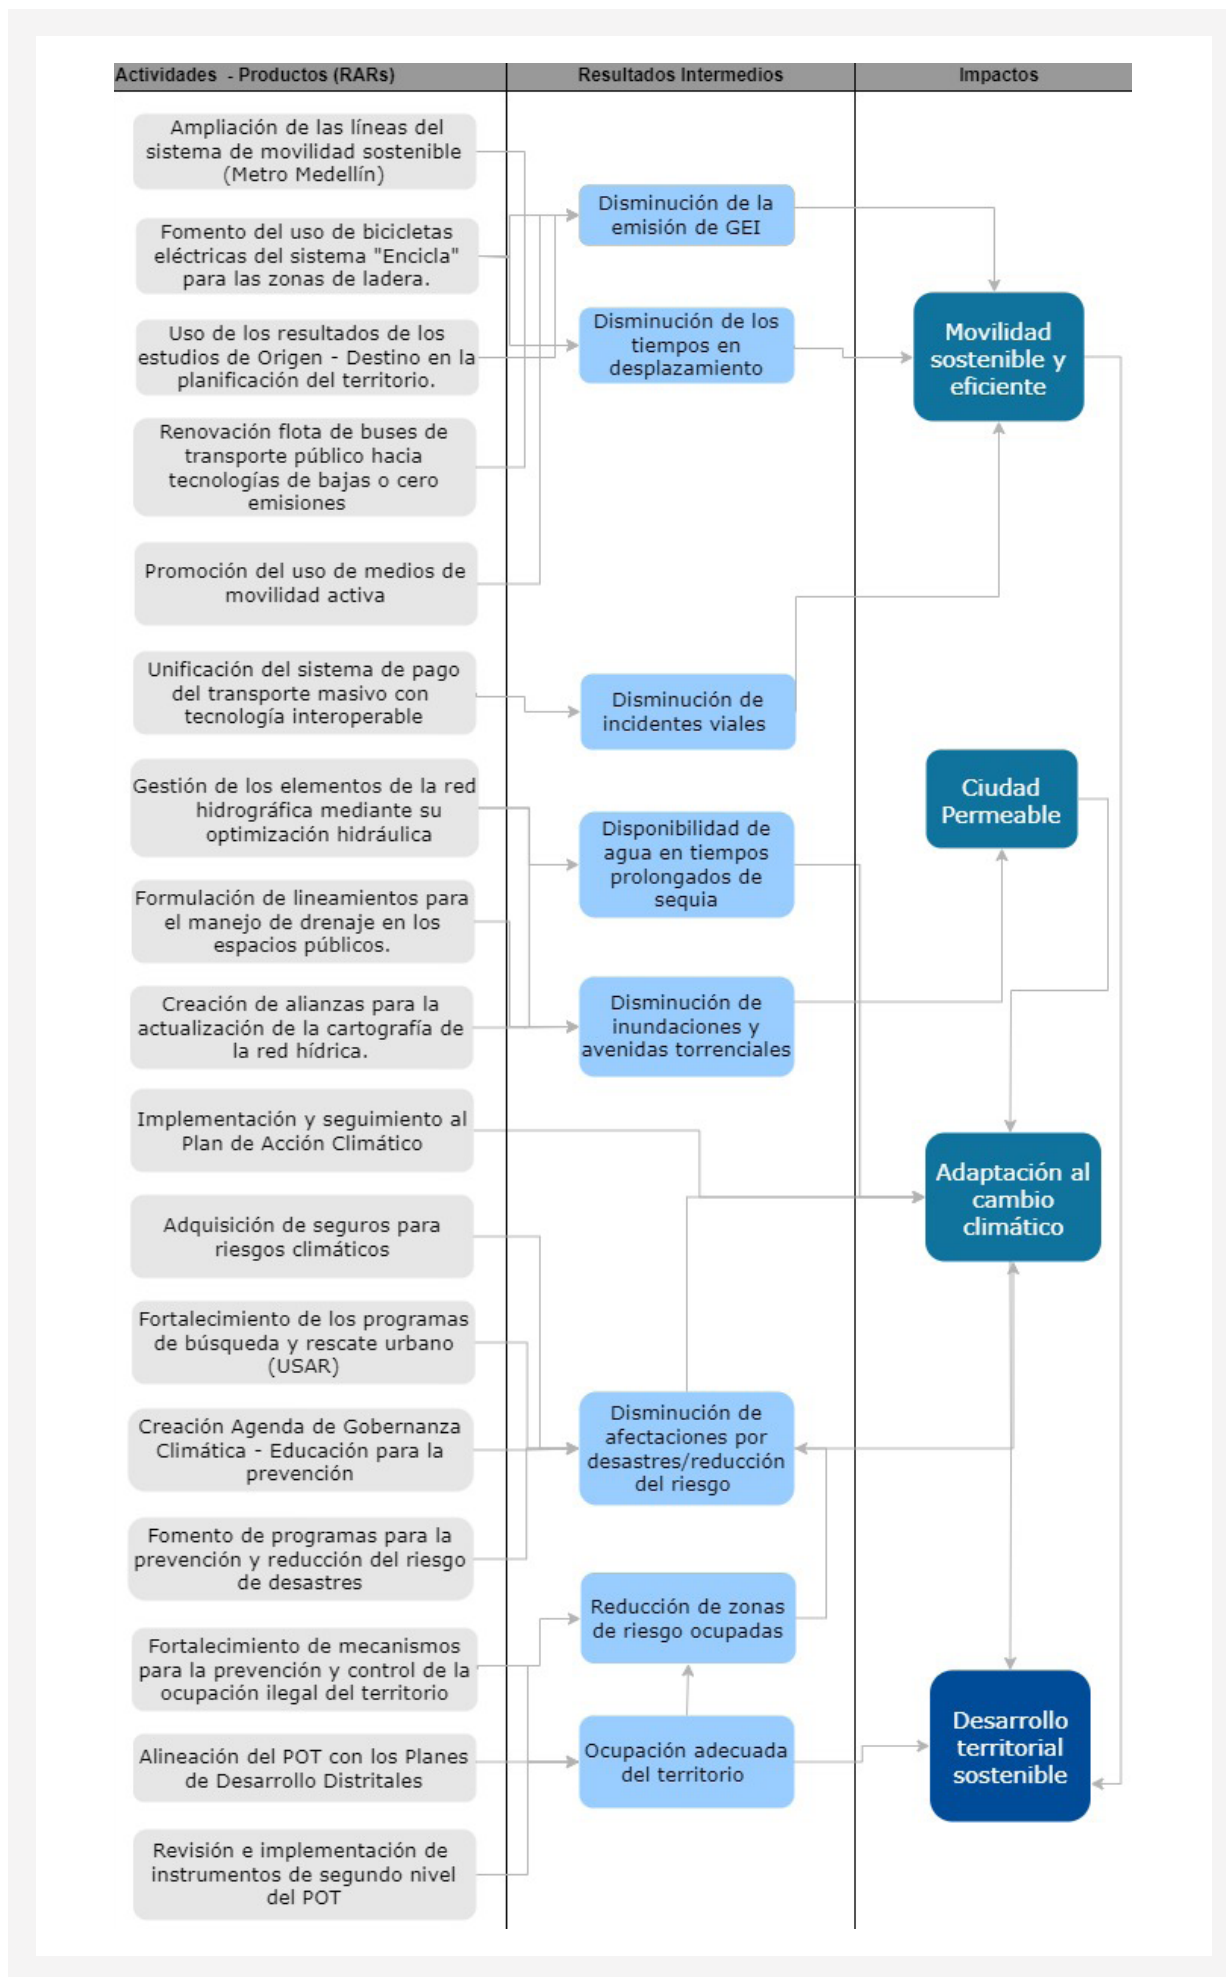 Actividades - Productos (RARs)
Resultados Intermedios
Impactos
Ampliación de las líneas del
sistema de movilidad sostenible
(Metro Medellín)
Fomento del uso de bicicletas
eléctricas del sistema "Encicla"
para las zonas de ladera.
Uso de los resultados de los
estudios de Origen - Destino en la
planificación del territorio.
Renovación flota de buses de
transporte público hacia
tecnologías de bajas o cero
emisiones
Promoción del uso de medios de
movilidad activa
Unificación del sistema de pago
del transporte masivo con
tecnología interoperable
Gestión de los elementos de la red
hidrográfica mediante su
optimización hidráulica
Formulación de lineamientos para
el manejo de drenaje en los
espacios públicos.
Creación de alianzas para la
actualización de la cartografía de
la red hídrica.
Implementación y seguimiento al
Plan de Acción Climático
Adquisición de seguros para
riesgos climáticos
Fortalecimiento de los programas
de búsqueda y rescate urbano
(USAR)
Creación Agenda de Gobernanza
Climática - Educación para la
prevención
Fomento de programas para la
prevención y reducción del riesgo
de desastres
Fortalecimiento de mecanismos
para la prevención y control de la
ocupación ilegal del territorio
Alineación del POT con los Planes
de Desarrollo Distritales
Revisión e implementación de
instrumentos de segundo nivel
del POT
Disminución de la
emisión de GEI
Disminución de los
tiempos en
desplazamiento
Disminución de
incidentes viales
Disponibilidad de
agua en tiempos
prolongados de
sequia
Disminución de
inundaciones y
avenidas torrenciales
Disminución de
afectaciones por
desastres/reducción
del riesgo
Reducción de zonas
de riesgo ocupadas
Ocupación adecuada
del territorio
Movilidad
sostenible y
eficiente
Ciudad
Permeable
Adaptación al
cambio
climático
Desarrollo
territorial
sostenible